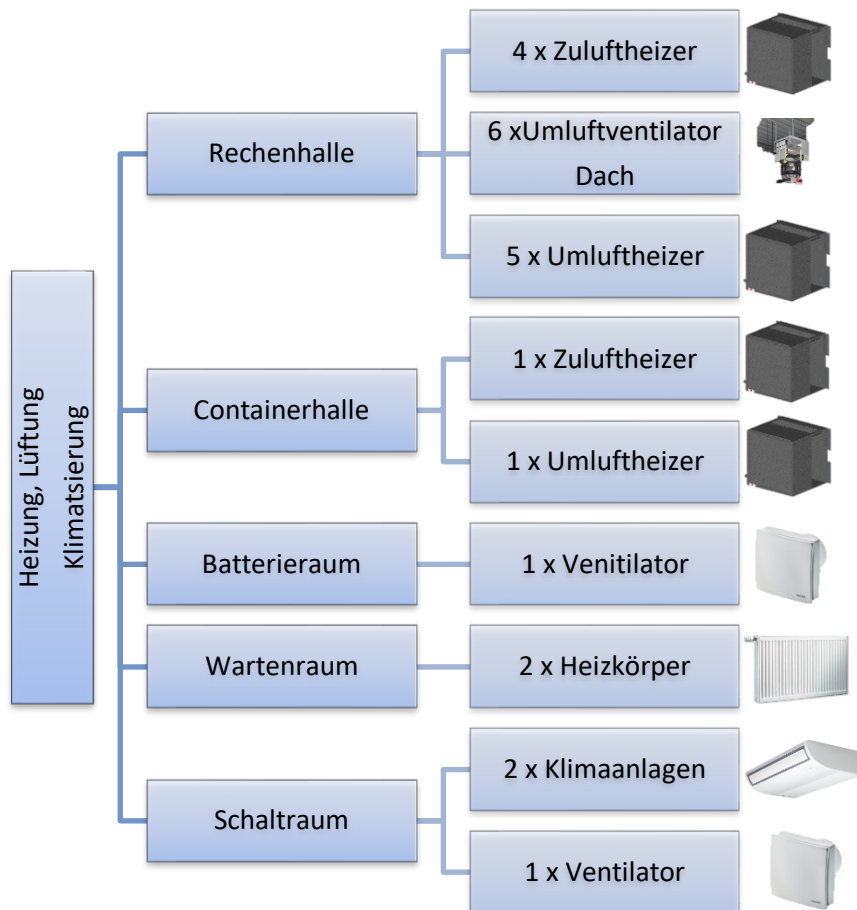 4 x Zuluftheizer
Rechenhalle
6 xUmluftventilator
Dach
5 x Umluftheizer
Heizung, Lüftung
Klimatsierung
1 x Zuluftheizer
Containerhalle
1 x Umluftheizer
Batterieraum
1 x Venitilator
Wartenraum
2 x Heizkörper
2 x Klimaanlagen
Schaltraum
1 x Ventilator